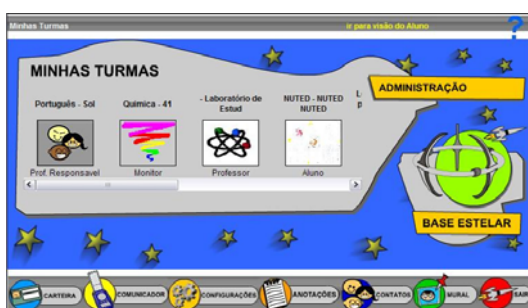 Minhas Turmas
ir para visão do Aluno
?
MINHAS TURMAS
ADMINISTRAÇÃO
Português - Sol
Quimica - 41
- Laboratório de
Estud
NUTED - NUTED
NUTED
Prof. Responsavel
Monitor
Professor
Aluno
BASE ESTELAR
CARTEIRA
COMUNICADOR
CONFIGURAÇÕES
ANOTAÇÕES
CONTATOS
MURAL